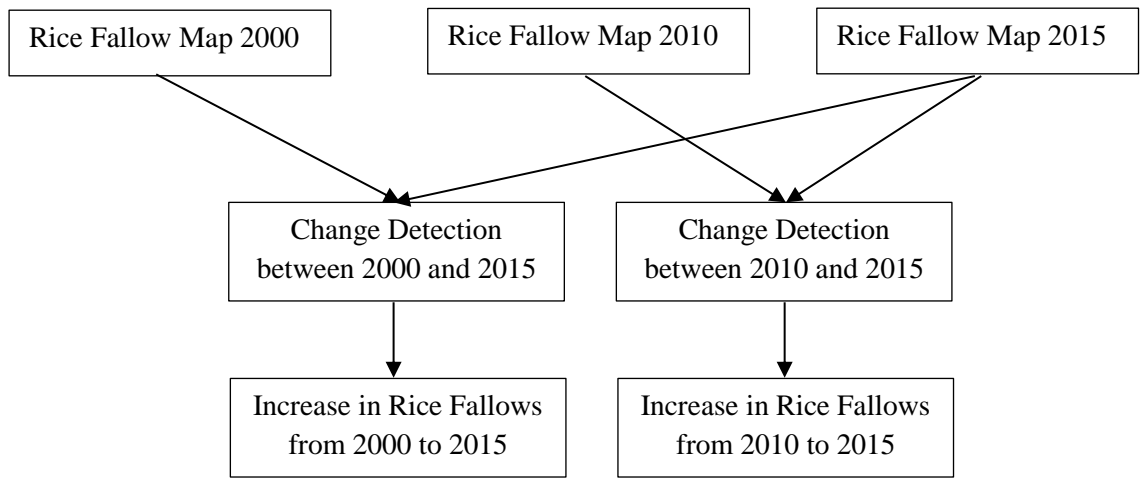 Rice Fallow Map 2000
Rice Fallow Map 2010
Rice Fallow Map 2015
Change Detection
between 2000 and 2015
Change Detection
between 2010 and 2015
Increase in Rice Fallows
from 2000 to 2015
Increase in Rice Fallows
from 2010 to 2015